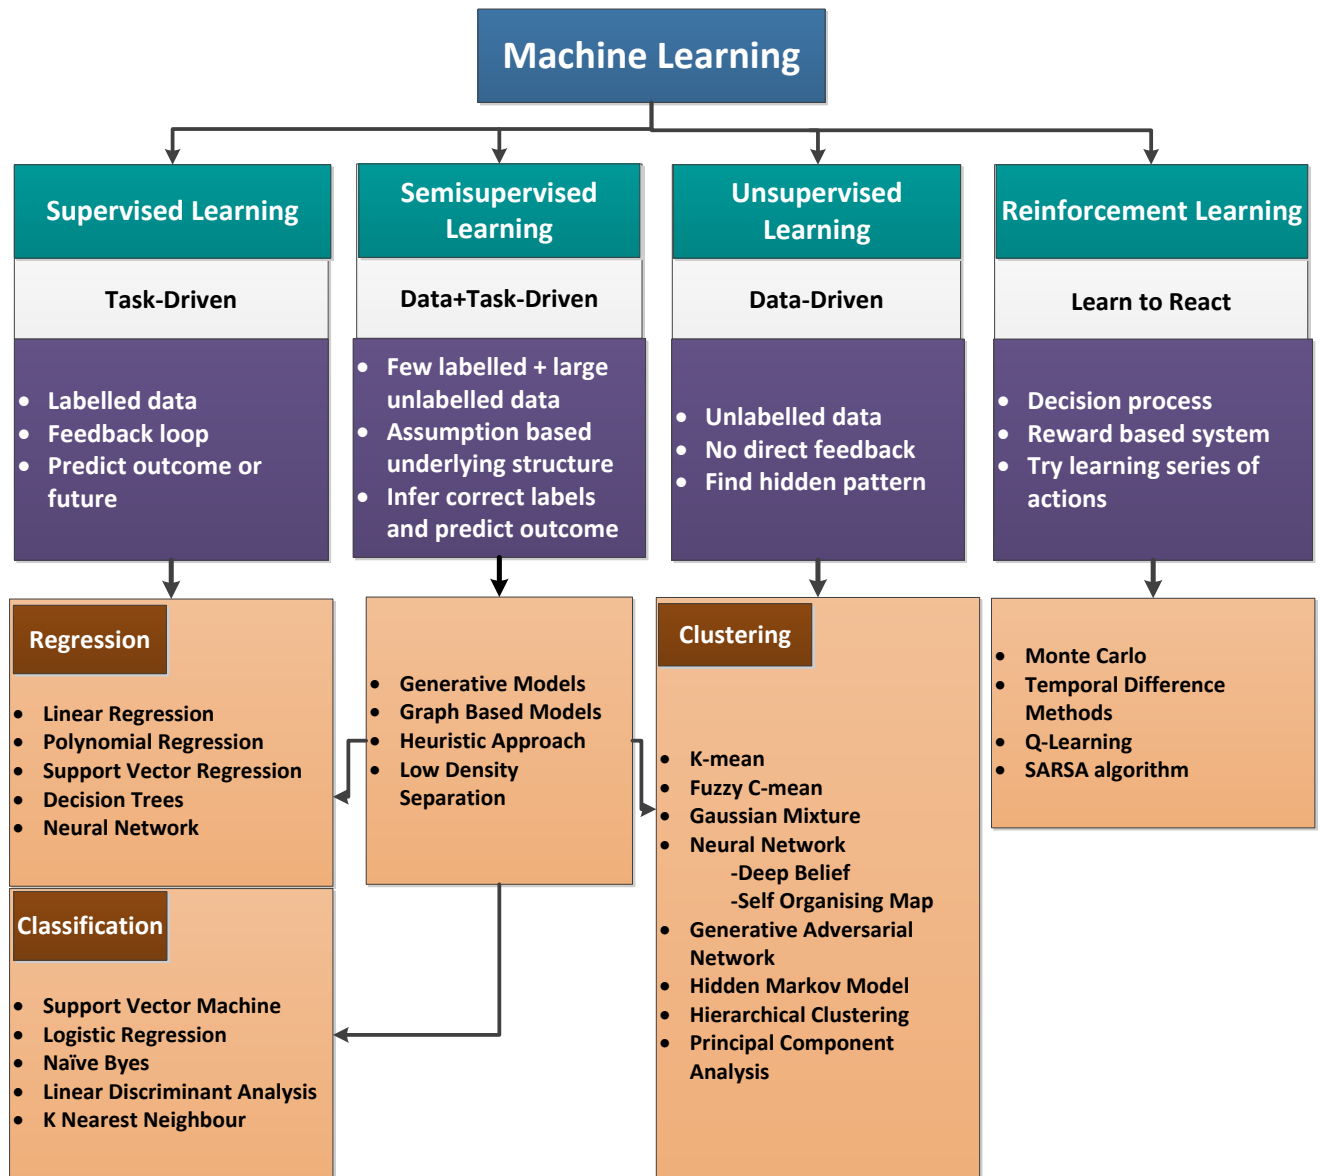 Machine Learning
Supervised Learning
Task-Driven
• Labelled data
• Feedback loop
• Predict outcome or
future
Semisupervised
Learning
Data+Task-Driven
• Few labelled + large
unlabelled data
• Assumption based
underlying structure
• Infer correct labels
and predict outcome
Unsupervised
Learning
Data-Driven
• Unlabelled data
• No direct feedback
• Find hidden pattern
Reinforcement Learning
Learn to React
• Decision process
• Reward based system
• Try learning series of
actions
Regression
• Linear Regression
• Polynomial Regression
• Support Vector Regression
• Decision Trees
• Neural Network
Classification
• Support Vector Machine
• Logistic Regression
• Naïve Byes
• Linear Discriminant Analysis
• K Nearest Neighbour
• Generative Models
• Graph Based Models
• Heuristic Approach
• Low Density
Separation
Clustering
• K-mean
• Fuzzy C-mean
• Gaussian Mixture
• Neural Network
-Deep Belief
-Self Organising Map
• Generative Adversarial
Network
• Hidden Markov Model
• Hierarchical Clustering
• Principal Component
Analysis
• Monte Carlo
• Temporal Difference
Methods
• Q-Learning
• SARSA algorithm